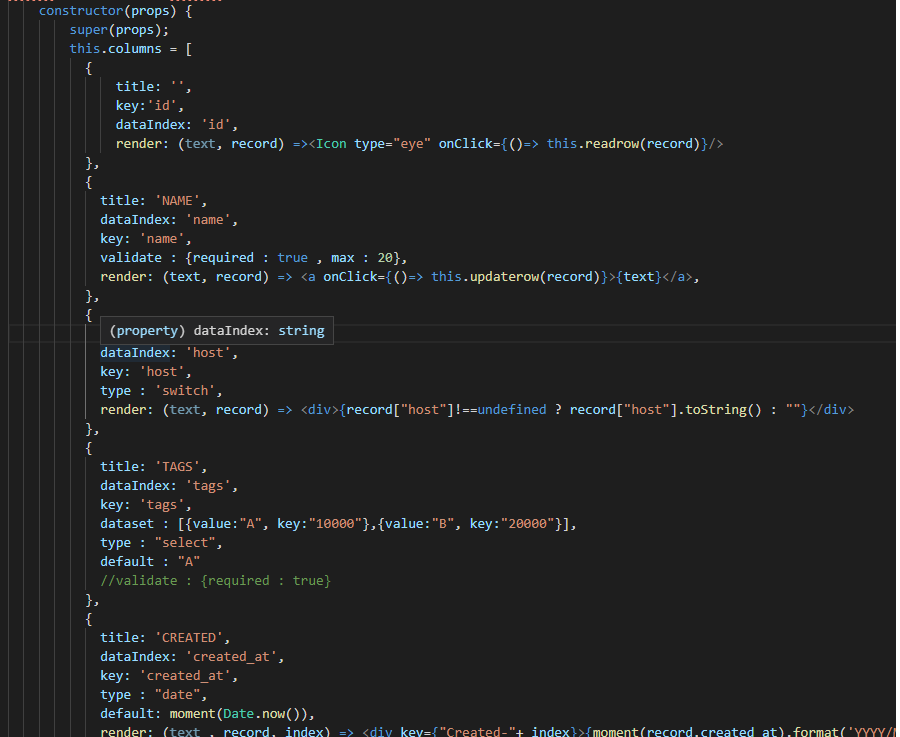 constructor(props) {
super(props);
this.columns = [
{
title: '',
key:'id',
dataIndex: 'id',
render: (text, record) =><Icon type="eye" onClick={()=> this.readrow(record)}/>
},
{
title: 'NAME',
dataIndex: 'name',
key: 'name',
validate : {required : true , max : 20},
render: (text, record) => <a onClick={()=> this.updaterow(record)}>{text}</a>,
},
{
(property) dataIndex: string
dataIndex: 'host',
key: 'host',
type : 'switch',
render: (text, record) => <div>{record["host"]!==undefined ? record["host"].toString() : ""}</div>
},
{
title: 'TAGS',
dataIndex: 'tags',
key: 'tags',
dataset : [{value:"A", key:"10000"},{value:"B", key:"20000"}],
type : "select",
default : "A"
//validate : {required : true}
},
{
title: 'CREATED',
dataIndex: 'created_at',
key: 'created_at',
type : "date",
default: moment(Date.now()),
render: (text , record, index) => <div key={"Created-"+ index}>{moment(record.created_at).format('YYYY/